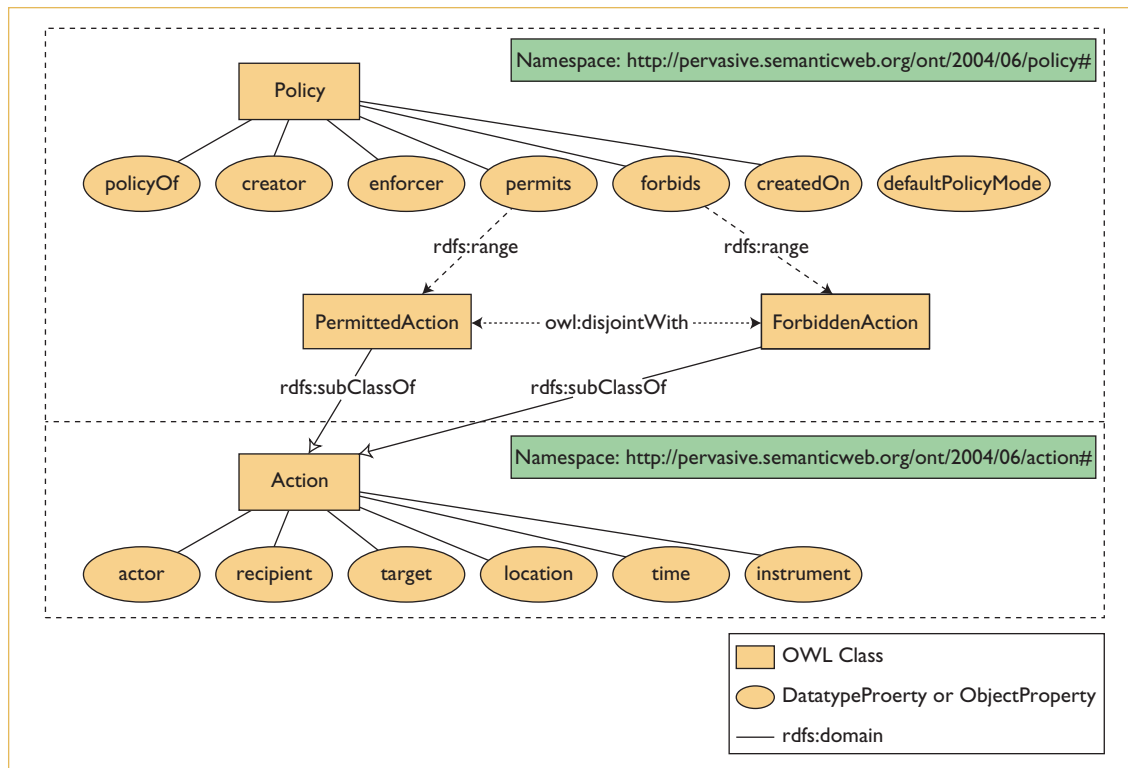 Namespace: http://pervasive.semanticweb.org/ont/2004/06/policy#
Policy
policyOf
creator
enforcer
permits
forbids
createdOn
defaultPolicyMode
rdfs:range
rdfs:range
PermittedAction
owl:disjointWith
ForbiddenAction
rdfs:subClassOf
rdfs:subClassOf
Namespace: http://pervasive.semanticweb.org/ont/2004/06/action#
Action
actor
recipient
target
location
time
instrument
OWL Class
DatatypeProerty or ObjectProperty
rdfs:domain